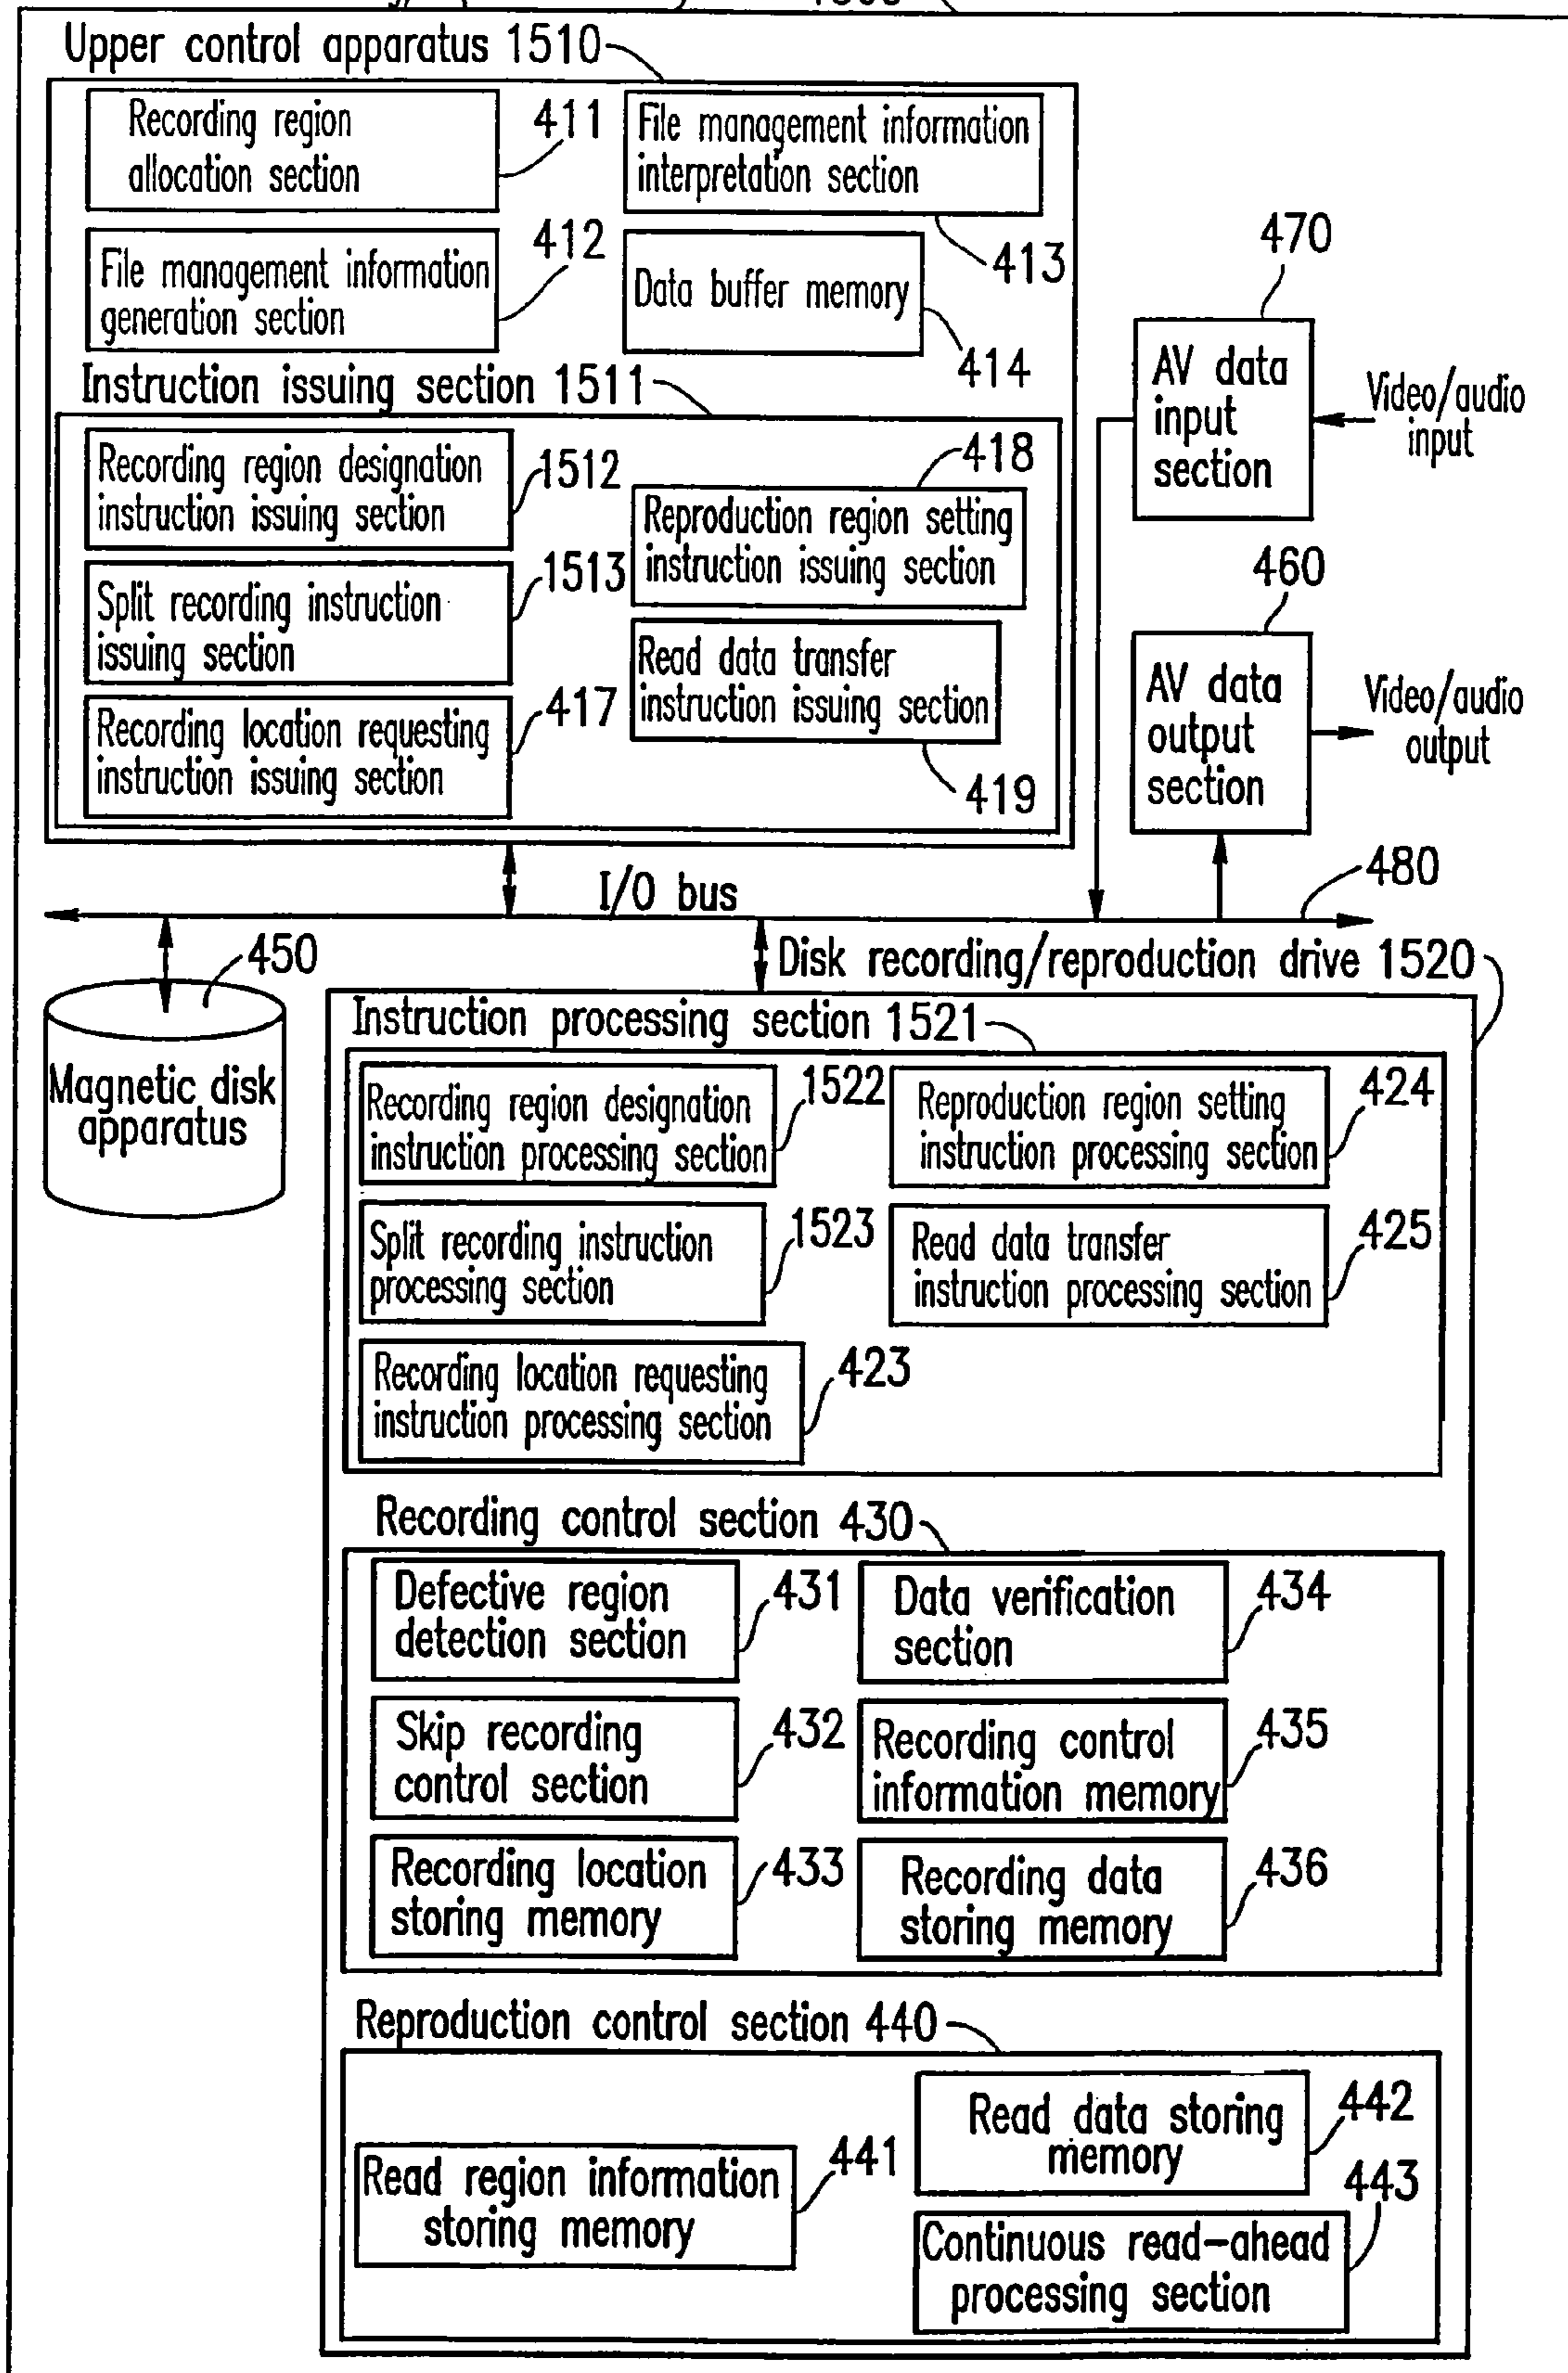 Upper control apparatus 1510
Recording region
allocation section
411
File management information
interpretation section
413
File management information
generation section
412
Data buffer memory
414
Instruction issuing section 1511
Recording region designation
instruction issuing section
1512
Split recording instruction
issuing section
1513
Recording location requesting
instruction issuing section
417
418
Reproduction region setting
instruction issuing section
Read data transfer
instruction issuing section
419
470
AV data
input
section
Video/audio
input
460
AV data
output
section
Video/audio
output
I/O bus
480
450
Magnetic disk
apparatus
Disk recording/reproduction drive 1520
Instruction processing section 1521
Recording region designation
instruction processing section
1522
Reproduction region setting
instruction processing section
424
Split recording instruction
processing section
1523
Read data transfer
instruction processing section
425
Recording location requesting
instruction processing section
423
Recording control section 430
Defective region
detection section
431
Data verification
section
434
Skip recording
control section
432
Recording control
information memory
435
Recording location
storing memory
433
Recording data
storing memory
436
Reproduction control section 440
Read region information
storing memory
441
Read data storing
memory
442
443
Continuous read-ahead
processing section